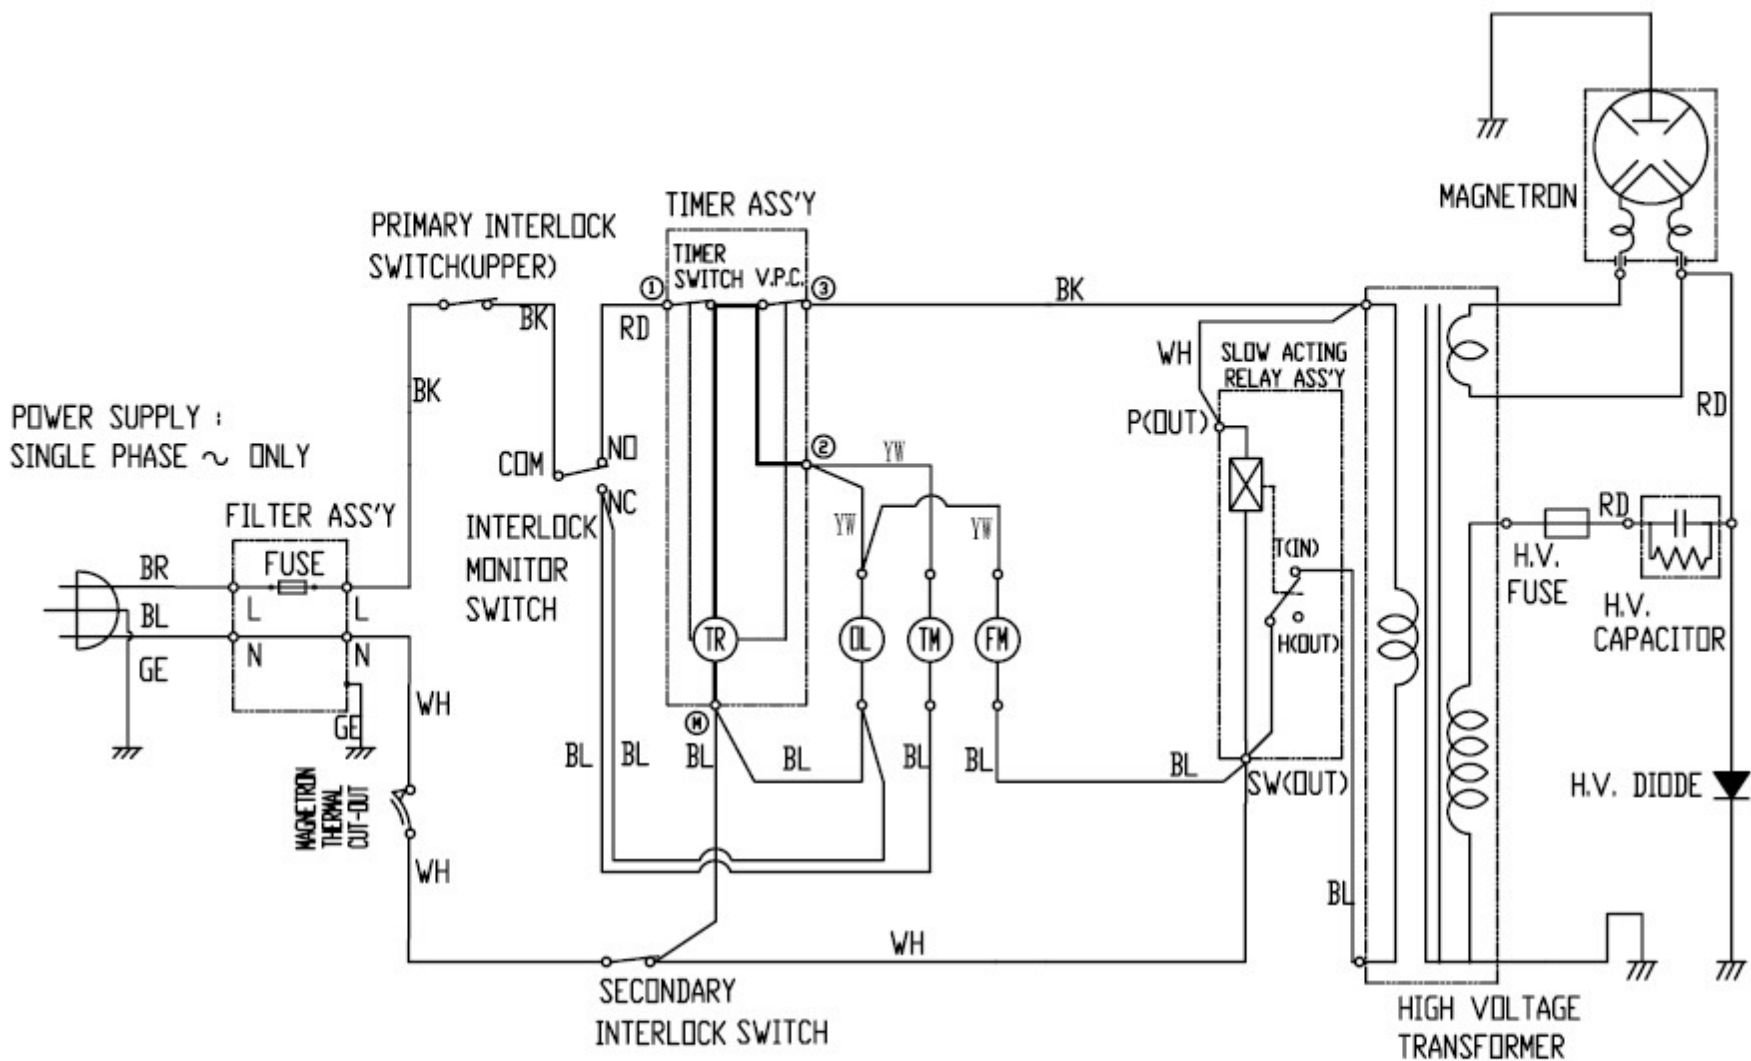 MAGNETRON
TIMER ASS'Y
PRIMARY INTERLOCK
SWITCH(UPPER)
TIMER
SWITCH V.P.C.
1
3
BK
BK
RD
WH
SLOW ACTING
RELAY ASS'Y
BK
RD
POWER SUPPLY :
SINGLE PHASE ~ ONLY
P(OUT)
COM
NO
2
YW
NC
FILTER ASS'Y
INTERLOCK
MONITOR
SWITCH
YW
YW
RD
BR
FUSE
T(IN)
H.V.
FUSE
BL
L
L
H.V.
CAPACITOR
GE
N
N
TR
OL
TM
FM
H(OUT)
WH
GE
M
BL
BL
BL
BL
BL
BL
BL
SW(OUT)
H.V. DIODE
MAGNETRON
THERMAL
CUT-OUT
WH
BL
WH
SECONDARY
INTERLOCK SWITCH
HIGH VOLTAGE
TRANSFORMER